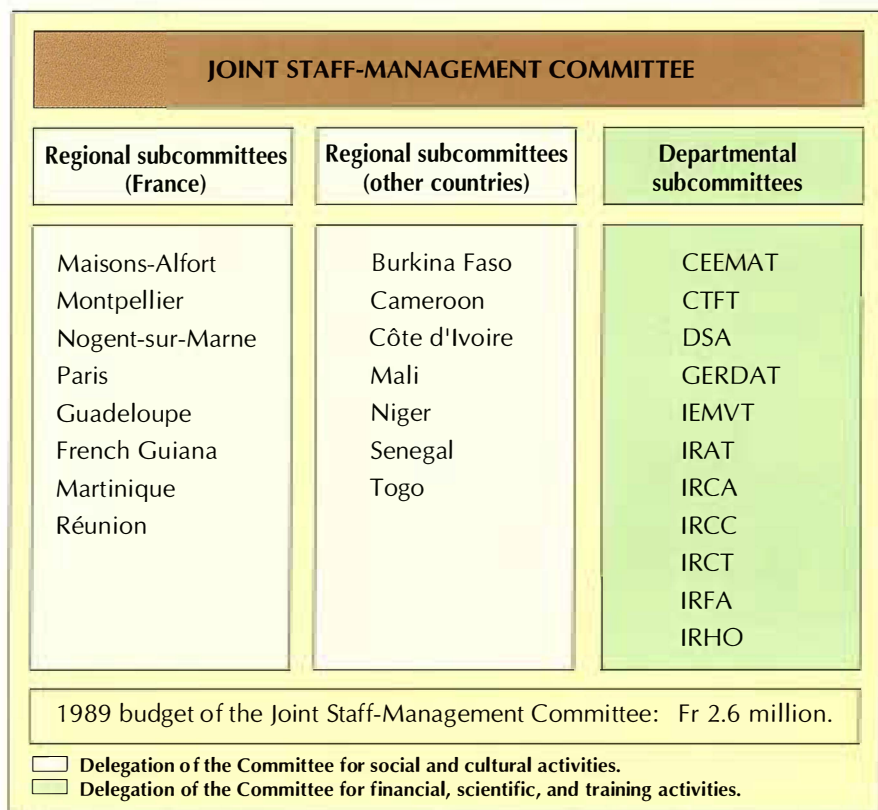 JOINT STAFF-MANAGEMENT COMMITTEE
Regional subcommittees
(France)
Maisons-Alfort
Montpellier
Nogent-sur-Marne
Paris
Guadeloupe
French Guiana
Martinique
Réunion
Regional subcommittees
(other countries)
Burkina Faso
Cameroon
Côte d'Ivoire
Mali
Niger
Senegal
Togo
Departmental
subcommittees
CEEMAT
CTFT
DSA
GERDAT
IEMVT
IRAT
IRCA
IRCC
IRCT
IRFA
IRHO
1989 budget of the Joint Staff-Management Committee: Fr 2.6 million.
Delegation of the Committee for social and cultural activities.
Delegation of the Committee for financial, scientific, and training activities.